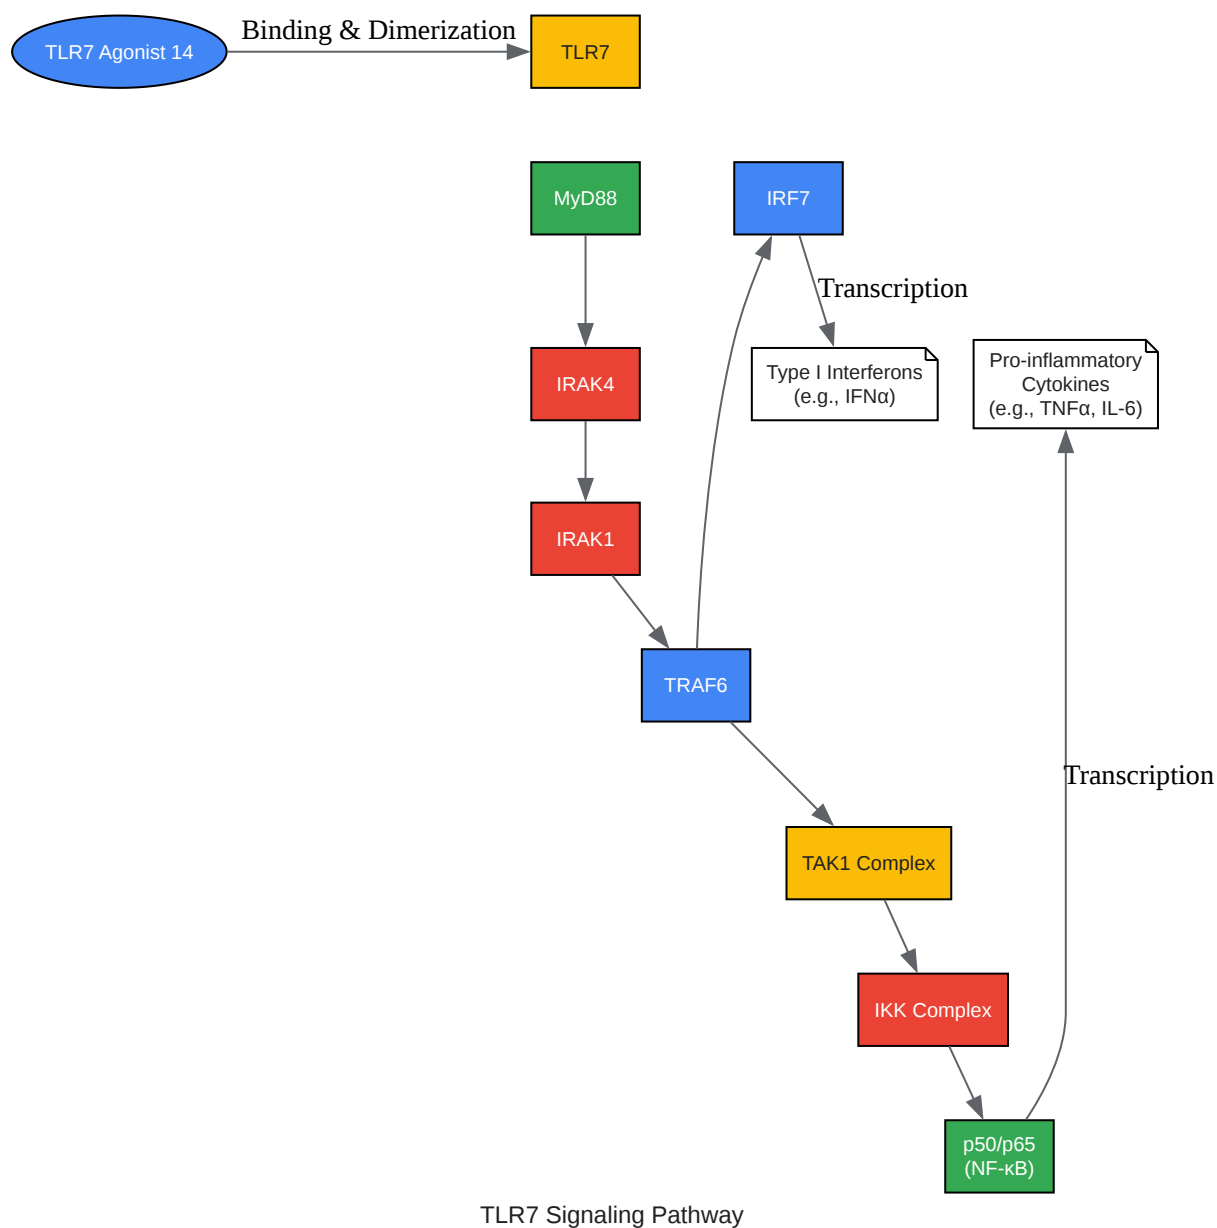 TLR7 Agonist 14
Binding & Dimerization
TLR7
MyD88
IRF7
Transcription
IRAK4
Type I Interferons
(e.g., IFNα)
Pro-inflammatory
Cytokines
(e.g., TNFα, IL-6)
IRAK1
TRAF6
Transcription
TAK1 Complex
IKK Complex
p50/p65
(NF-κB)
TLR7 Signaling Pathway